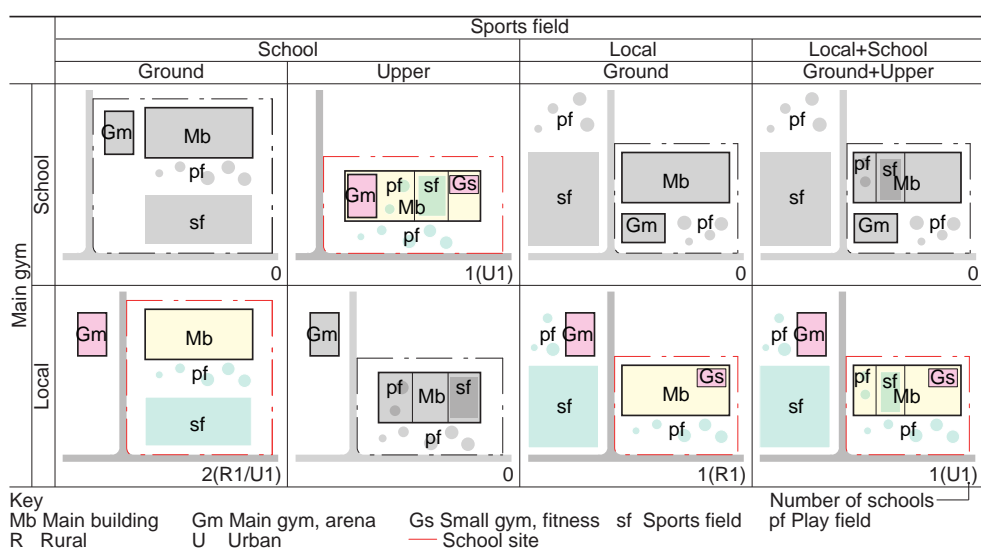 Sports field
School Local Local+School
Ground Upper Ground Ground+Upper
Main gym
School
Gm Mb pf sf 0
Gm pf sf Gs Mb pf 1(U1)
pf sf Mb Gm pf 0
pf sf pf sf Mb Gm pf 0
Local
Gm Mb pf sf 2(R1/U1)
Gm pf Mb sf pf 0
pf Gm sf Gs Mb pf 1(R1)
pf Gm sf pf sf Gs Mb pf 1(U1)
Key Number of schools
Mb Main building Gm Main gym, arena Gs Small gym, fitness sf Sports field pf Play field
R Rural U Urban School site